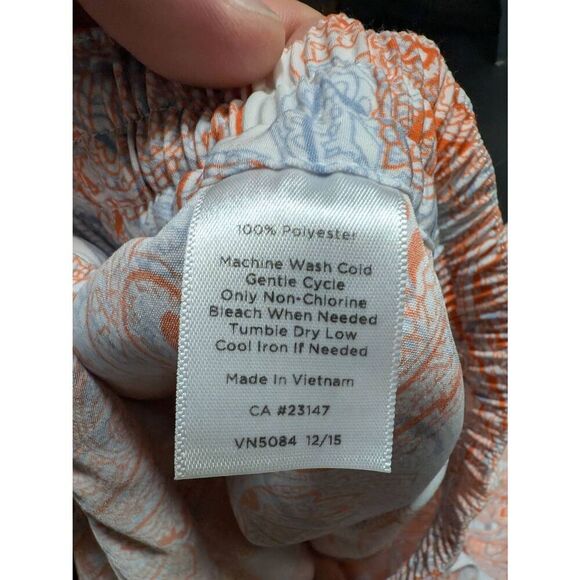 100% Polyester
Machine Wash Cold
Gentle Cycle
Only Non-Chlorine
Bleach When Needed
Tumble Dry Low
Cool Iron If Needed
Made In Vietnam
CA #23147
VN5084 12/15